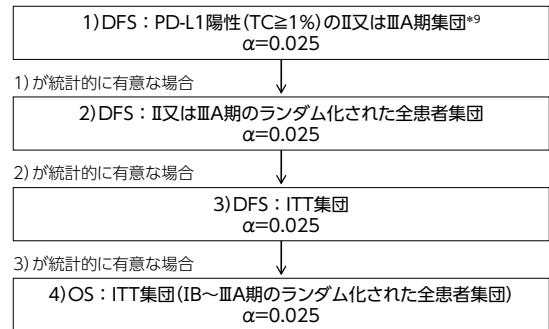 1)DFS：PD-L1陽性(TC≧1%)のⅡ又はⅢA期集団*9
α=0.025
1)が統計的に有意な場合
2)DFS：Ⅱ又はⅢA期のランダム化された全患者集団
α=0.025
2)が統計的に有意な場合
3)DFS：ITT集団
α=0.025
3)が統計的に有意な場合
4)OS：ITT集団(IB～ⅢA期のランダム化された全患者集団)
α=0.025